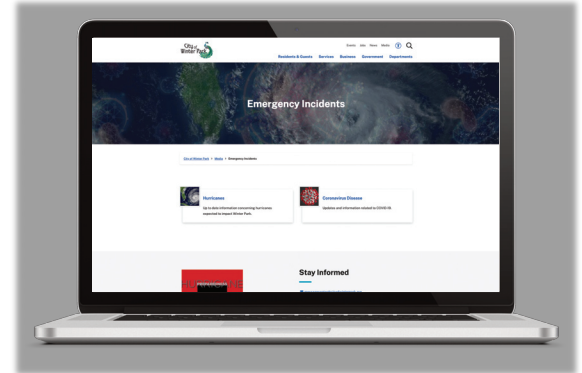 City of
Winter Park
Events Jobs News Media
Residents & Guests Services Business Government Departments
Emergency Incidents
City of Winter Park Media Emergency Incidents
Hurricanes
Up to date information concerning hurricanes
expected to impact Winter Park.
Coronavirus Disease
Updates and information related to COVID-19.
Stay Informed
HURRICANE